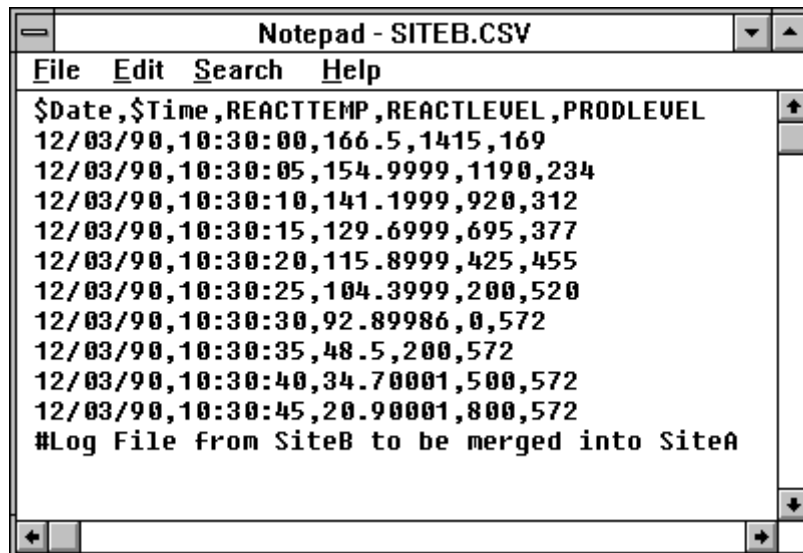 Notepad - SITEB.CSV
File Edit Search Help
$Date,$Time,REACTTEMP,REACTLEVEL,PRODLEVEL
12/03/90,10:30:00,166.5,1415,169
12/03/90,10:30:05,154.9999,1190,234
12/03/90,10:30:10,141.1999,920,312
12/03/90,10:30:15,129.6999,695,377
12/03/90,10:30:20,115.8999,425,455
12/03/90,10:30:25,104.3999,200,520
12/03/90,10:30:30,92.89986,0,572
12/03/90,10:30:35,48.5,200,572
12/03/90,10:30:40,34.70001,500,572
12/03/90,10:30:45,20.90001,800,572
#Log File from SiteB to be merged into SiteA